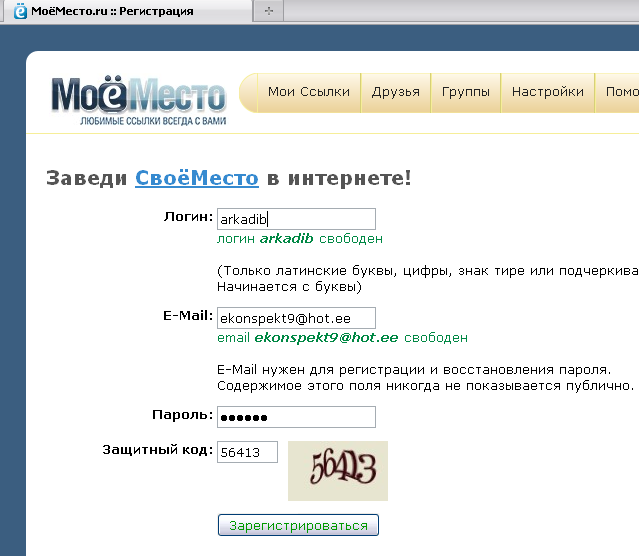 МоёМесто.ru :: Регистрация
МоёМесто
ЛЮБИМЫЕ ССЫЛКИ ВСЕГДА С ВАМИ
Мои Ссылки Друзья Группы Настройки Помо
Заведи СвоёМесто в интернете!
Логин: arkadib
логин arkadib свободен
(Только латинские буквы, цифры, знак тире или подчеркива
Начинается с буквы)
E-Mail: ekonspekt9@hot.ee
email ekonspekt9@hot.ee свободен
E-Mail нужен для регистрации и восстановления пароля.
Содержимое этого поля никогда не показывается публично.
Пароль: ••••••
Защитный код: 56413 56413
Зарегистрироваться